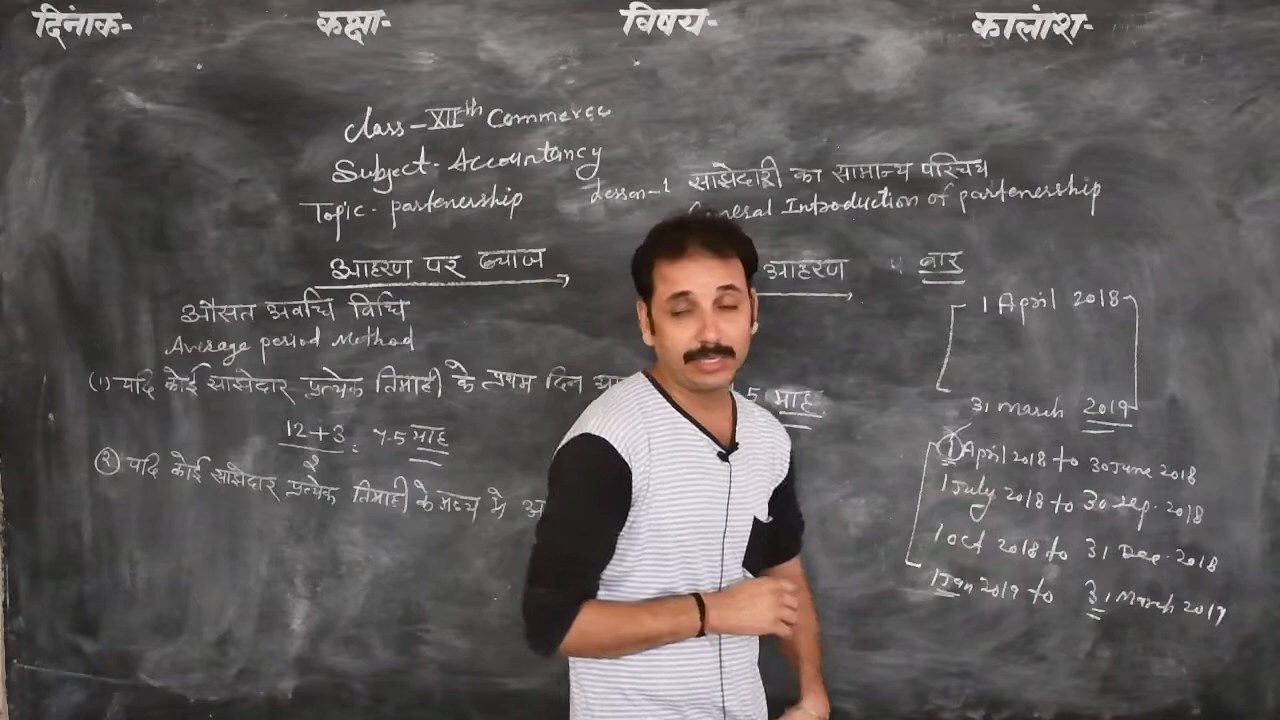 दिंनाक- कक्षा- विषय- कालांश-
Class-XIIth Commerce
Subject- Accountancy
Topic- partenership
Lesson-1 साझेदारी का सामान्य परिचय
General Introduction of partenership
आहरण पर ब्याज
आहरण
बार
औसत अवधि विधि
Average period Method
(1) यदि कोई साझेदार प्रत्येक तिमाही के प्रथम दिन
5 माह
12+3
2
= 7.5 माह
(२) यदि कोई साझेदार प्रत्येक तिमाही के मध्य मे
1 April 2018
31 march 2019
1 April 2018 to 30 June 2018
1 July 2018 to 30 sep. 2018
1 oct 2018 to 31 Dec. 2018
1 Jan 2019 to 31 March 2019